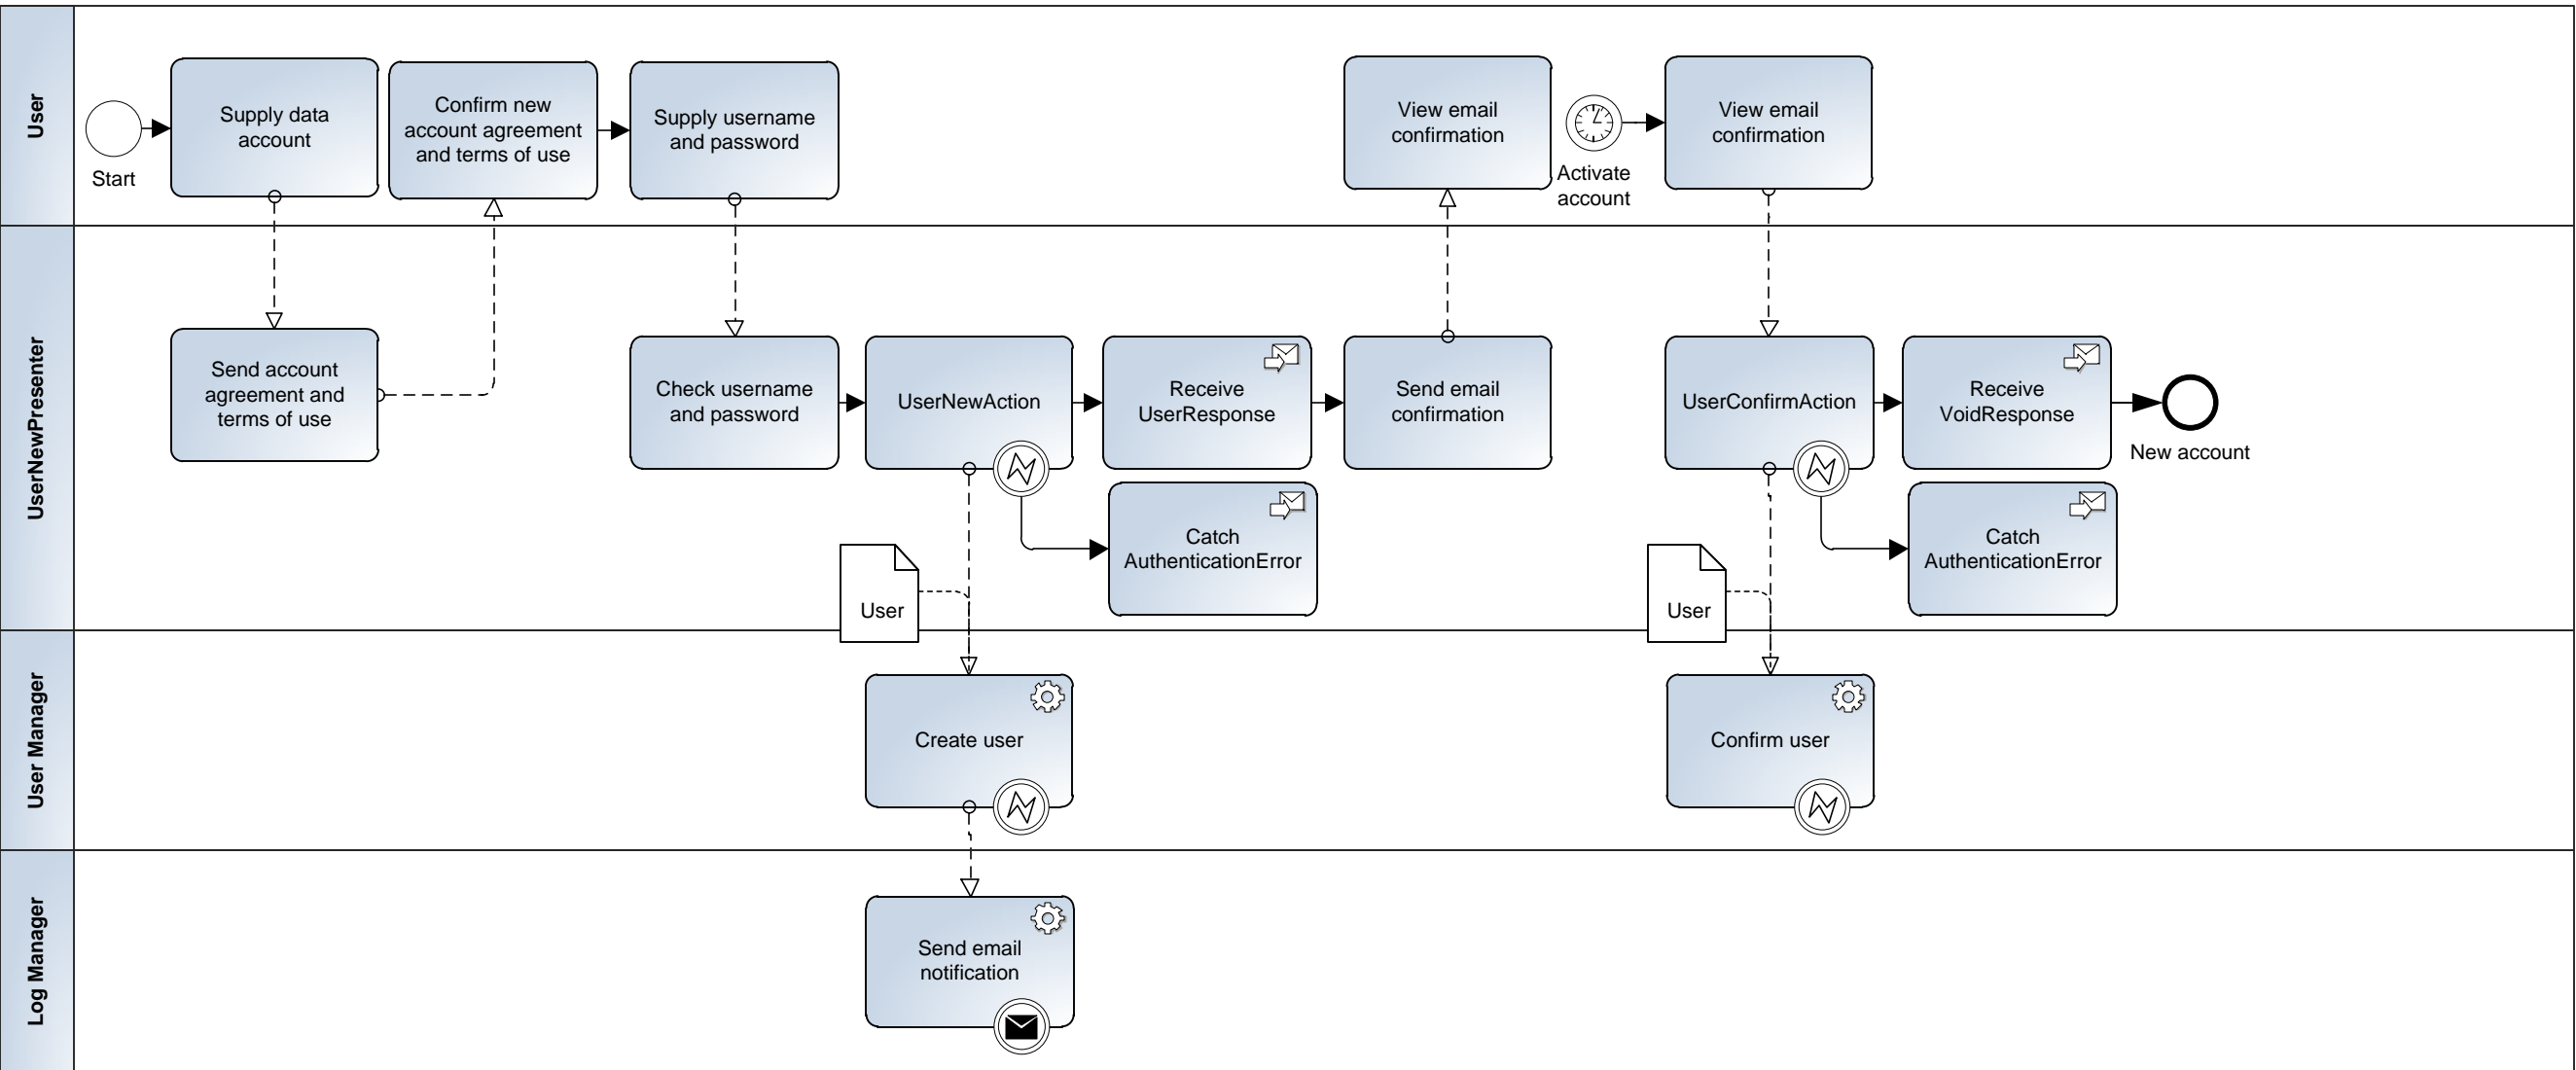 User
Start
Supply data
account
Confirm new
account agreement
and terms of use
Supply username
and password
View email
confirmation
Activate
account
View email
confirmation
UserNewPresenter
Send account
agreement and
terms of use
Check username
and password
UserNewAction
Receive
UserResponse
Send email
confirmation
UserConfirmAction
Receive
VoidResponse
New account
Catch
AuthenticationError
Catch
AuthenticationError
User
User
User Manager
Create user
Confirm user
Log Manager
Send email
notification